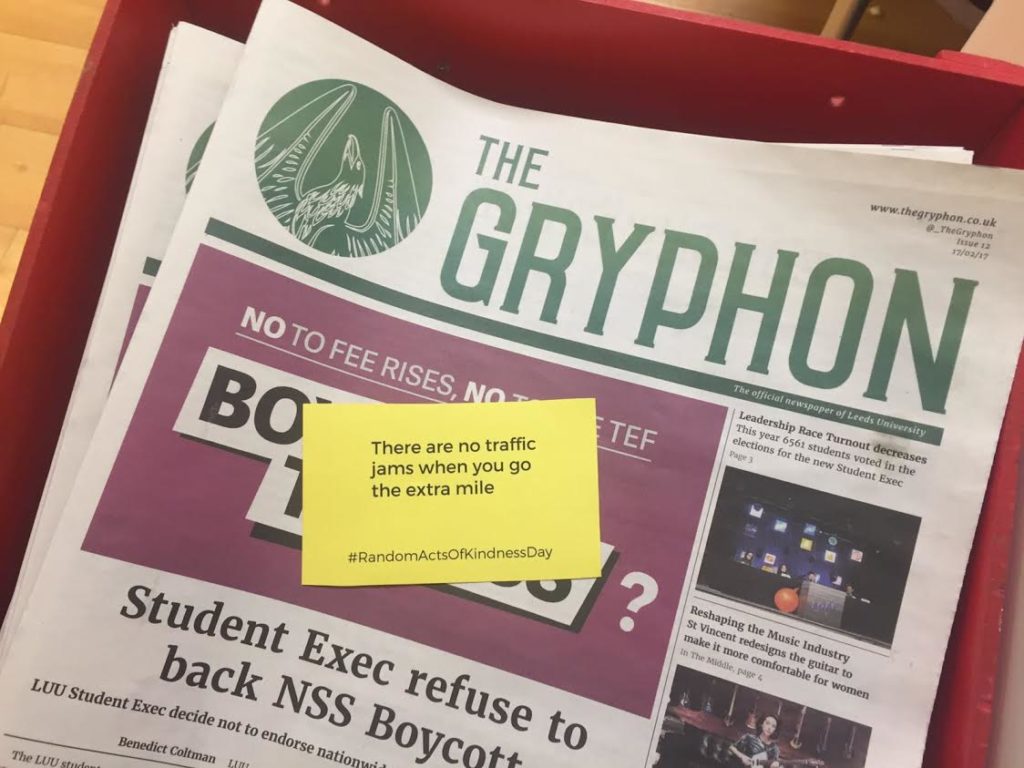 THE
GRYPHON
www.thegryphon.co.uk
@_TheGryphon
Issue 12
17/02/17
The official newspaper of Leeds University
NO TO FEE RISES, NO TEF
BO
There are no traffic
jams when you go
the extra mile
#RandomActsOfKindnessDay
?
Student Exec refuse to
back NSS Boycott
LUU Student Exec decide not to endorse
Benedict Coltman
LUU
The LUU
Leadership Race Turnout decreases
This year 6561 students voted in the
elections for the new Student Exec
Page 3
Reshaping the Music Industry
St Vincent redesigns the guitar to
make it more comfortable for women
in The Middle, page 4